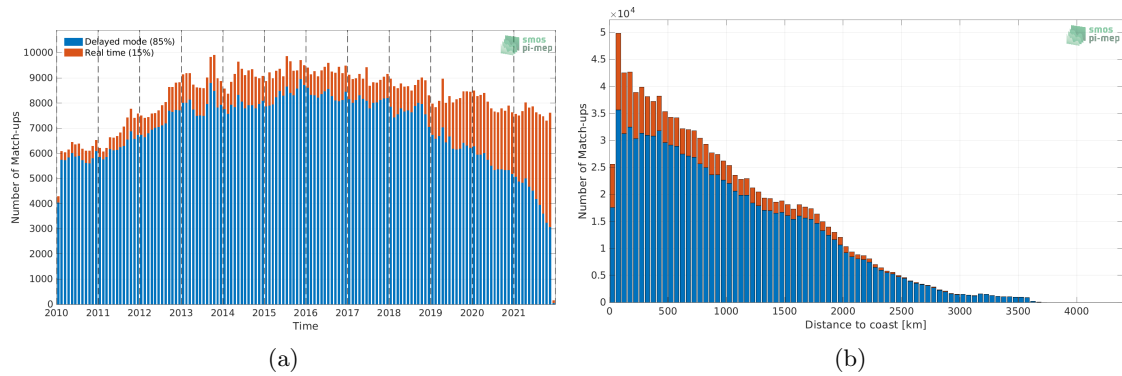 Delayed mode (85%)
Real time (15%)
smos
pi-mep
Number of Match-ups
10000
9000
8000
7000
6000
5000
4000
3000
2000
1000
0
2010 2011 2012 2013 2014 2015 2016 2017 2018 2019 2020 2021
Time
(a)
×10⁴
smos
pi-mep
Number of Match-ups
5
4.5
4
3.5
3
2.5
2
1.5
1
0.5
0
0 500 1000 1500 2000 2500 3000 3500 4000
Distance to coast [km]
(b)